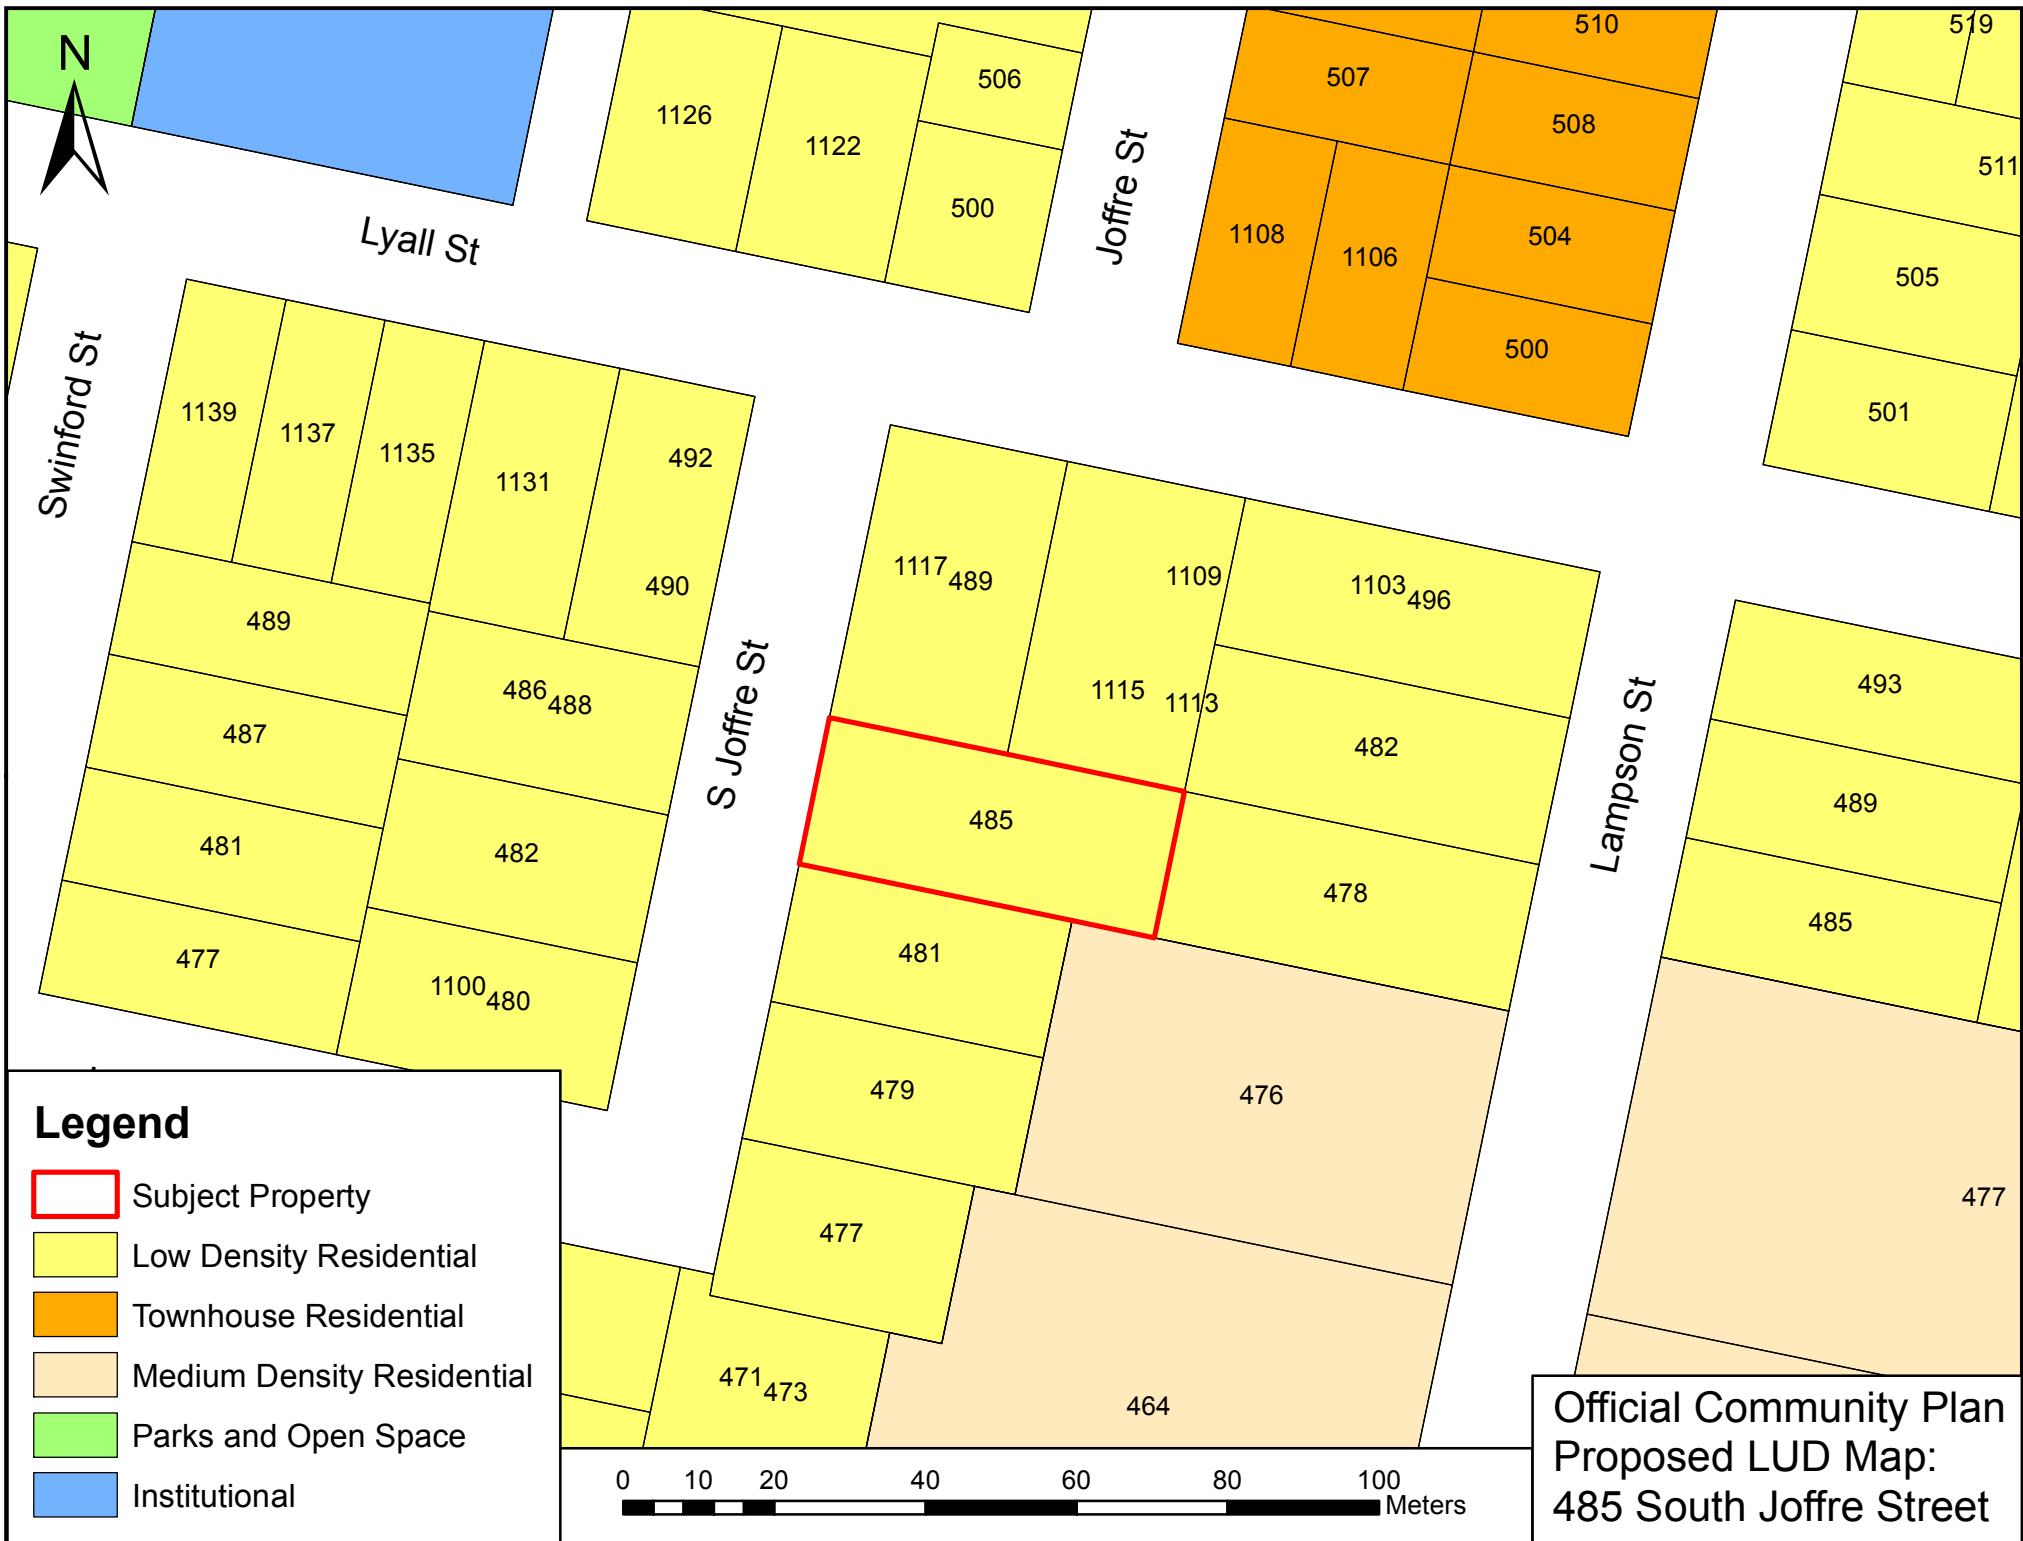 N
510
519
506
507
1126
508
1122
511
500
Joffre St
1108
504
Lyall St
1106
505
500
Swinford St
1139
501
1137
1135
492
1131
1117
489
1109
1103
496
490
489
486
488
S Joffre St
1115
1113
493
487
482
Lampson St
481
482
485
489
478
485
477
481
1100
480
479
476
477
477
471
473
464
Legend
Subject Property
Low Density Residential
Townhouse Residential
Medium Density Residential
Parks and Open Space
Institutional
0 10 20 40 60 80 100
Meters
Official Community Plan
Proposed LUD Map:
485 South Joffre Street